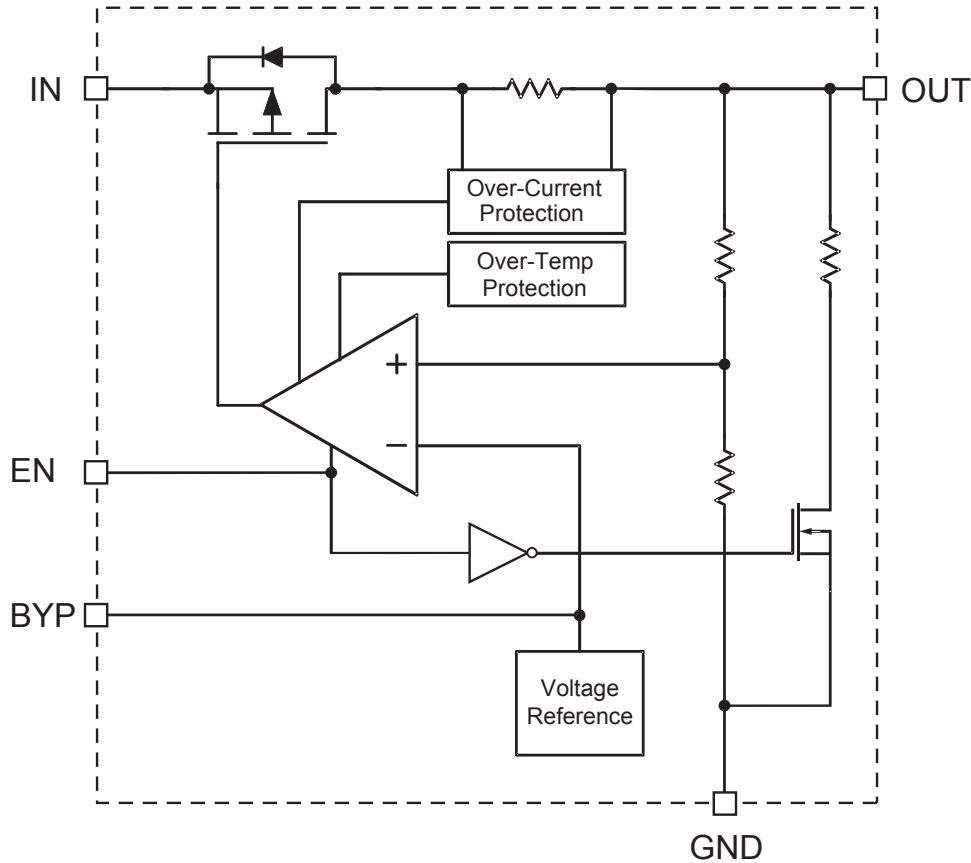 IN
OUT
Over-Current
Protection
Over-Temp
Protection
+
−
EN
BYP
Voltage
Reference
GND